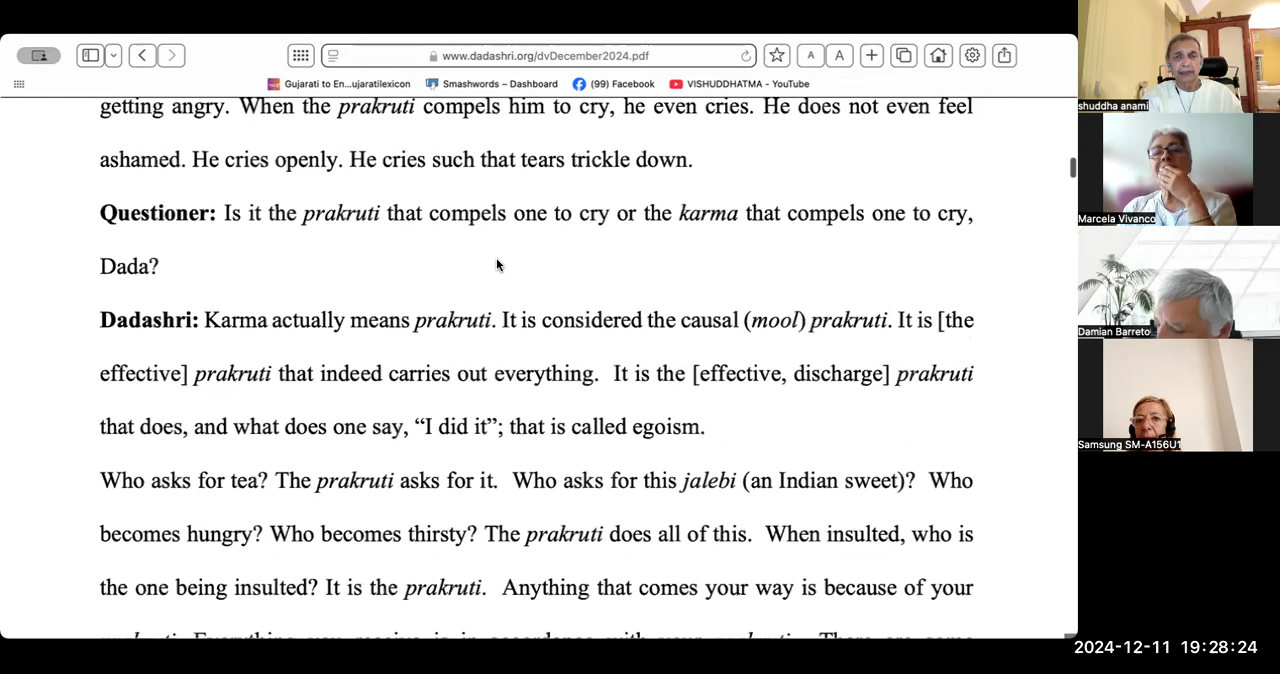 www.dadashri.org/dvDecember2024.pdf
A A
Gujarati to En...ujaratilexicon Smashwords – Dashboard (99) Facebook VISHUDDHATMA - YouTube
getting angry. When the prakruti compels him to cry, he even cries. He does not even feel
ashamed. He cries openly. He cries such that tears trickle down.
Questioner: Is it the prakruti that compels one to cry or the karma that compels one to cry,
Dada?
Dadashri: Karma actually means prakruti. It is considered the causal (mool) prakruti. It is [the
effective] prakruti that indeed carries out everything. It is the [effective, discharge] prakruti
that does, and what does one say, “I did it”; that is called egoism.
Who asks for tea? The prakruti asks for it. Who asks for this jalebi (an Indian sweet)? Who
becomes hungry? Who becomes thirsty? The prakruti does all of this. When insulted, who is
the one being insulted? It is the prakruti. Anything that comes your way is because of your
shuddha anami
Marcela Vivanco
Damian Barreto
Samsung SM-A156U1
2024-12-11 19:28:24